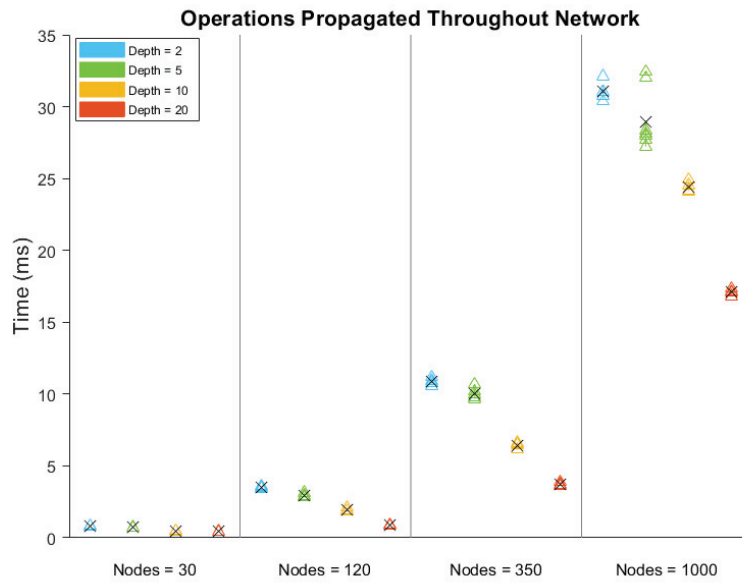 Operations Propagated Throughout Network
35
30
25
20
15
10
5
0
Time (ms)
Depth = 2
Depth = 5
Depth = 10
Depth = 20
Nodes = 30
Nodes = 120
Nodes = 350
Nodes = 1000